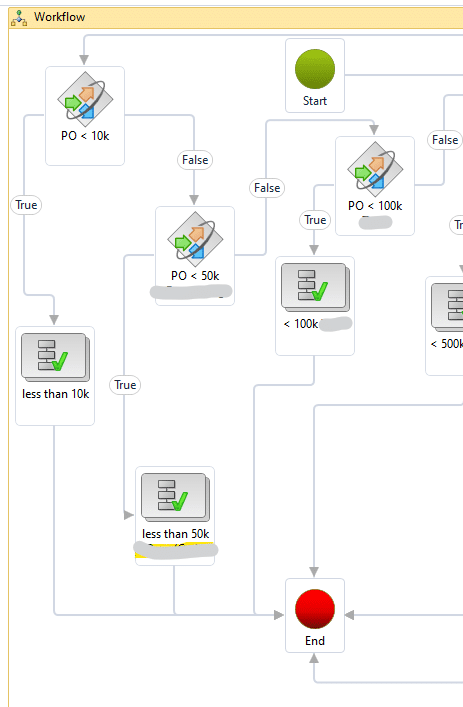 Workflow
Start
PO < 10k
False
False
False
PO < 100k
True
True
True
PO < 50k
< 100k
< 500k
less than 10k
True
less than 50k
End